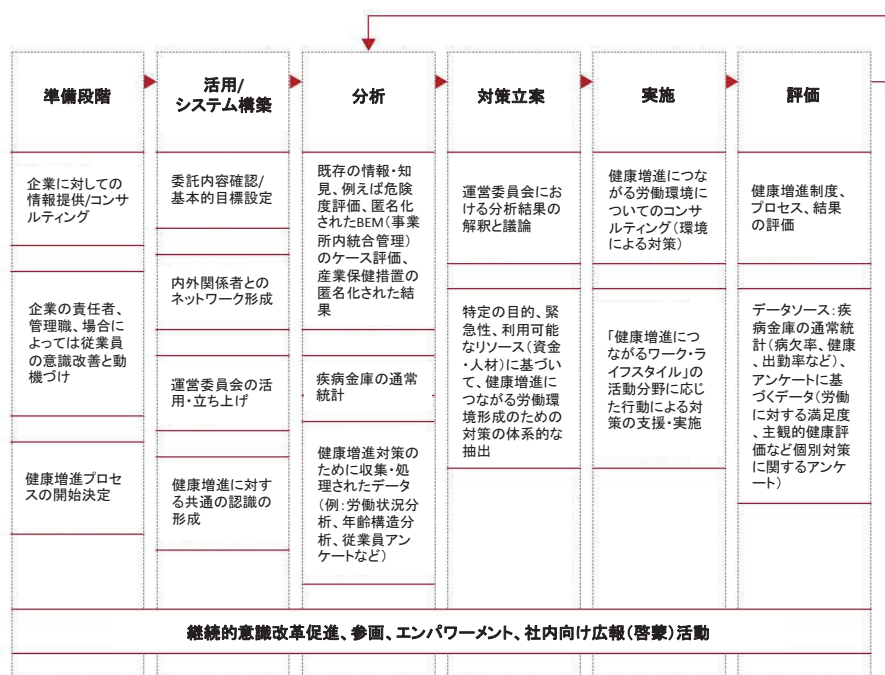 準備段階
企業に対しての
情報提供/コンサ
ルティング
企業の責任者、
管理職、場合に
よっては従業員
の意識改善と動
機づけ
健康増進プロセ
スの開始決定
活用/
システム構築
委託内容確認/
基本的目標設定
内外関係者との
ネットワーク形成
運営委員会の活
用・立ち上げ
健康増進に対す
る共通の認識の
形成
分析
既存の情報・知
見、例えば危険
度評価、匿名化
されたBEM(事業
所内統合管理)
のケース評価、
産業保健措置の
匿名化された結
果
疾病金庫の通常
統計
健康増進対策の
ために収集・処
理されたデータ
(例:労働状況分
析、年齢構造分
析、従業員アン
ケートなど)
対策立案
運営委員会にお
ける分析結果の
解釈と議論
特定の目的、緊
急性、利用可能
なリソース(資金
・人材)に基づい
て、健康増進に
つながる労働環
境形成のための
対策の体系的な
抽出
実施
健康増進につな
がる労働環境に
ついてのコンサ
ルティング(環境
による対策)
「健康増進につ
ながるワーク・ラ
イフスタイル」の
活動分野に応じ
た行動による対
策の支援・実施
評価
健康増進制度、
プロセス、結果
の評価
データソース:疾
病金庫の通常統
計(病欠率、健康、
出勤率など)、
アンケートに基
づくデータ(労働
に対する満足度、
主観的健康評
価など個別対策
に関するアンケ
ート)
継続的意識改革促進、参画、エンパワーメント、社内向け広報(啓蒙)活動